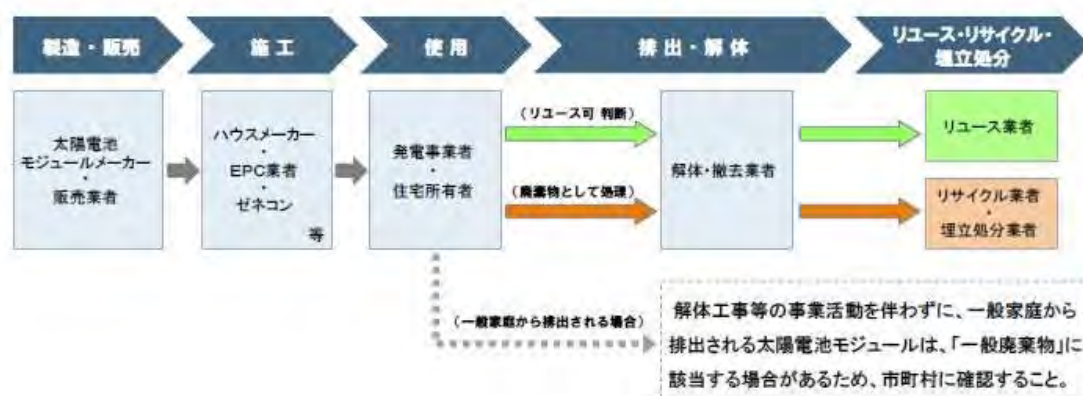 製造・販売
施工
使用
排出・解体
リユース・リサイクル・
埋立処分
太陽電池
モジュールメーカー
・
販売業者
ハウスメーカー
・
EPC業者
・
ゼネコン
等
発電事業者
・
住宅所有者
（リユース可 判断）
（廃棄物として処理）
解体・撤去業者
リユース業者
リサイクル業者
・
埋立処分業者
（一般家庭から排出される場合）
解体工事等の事業活動を伴わずに、一般家庭から
排出される太陽電池モジュールは、「一般廃棄物」に
該当する場合があるため、市町村に確認すること。